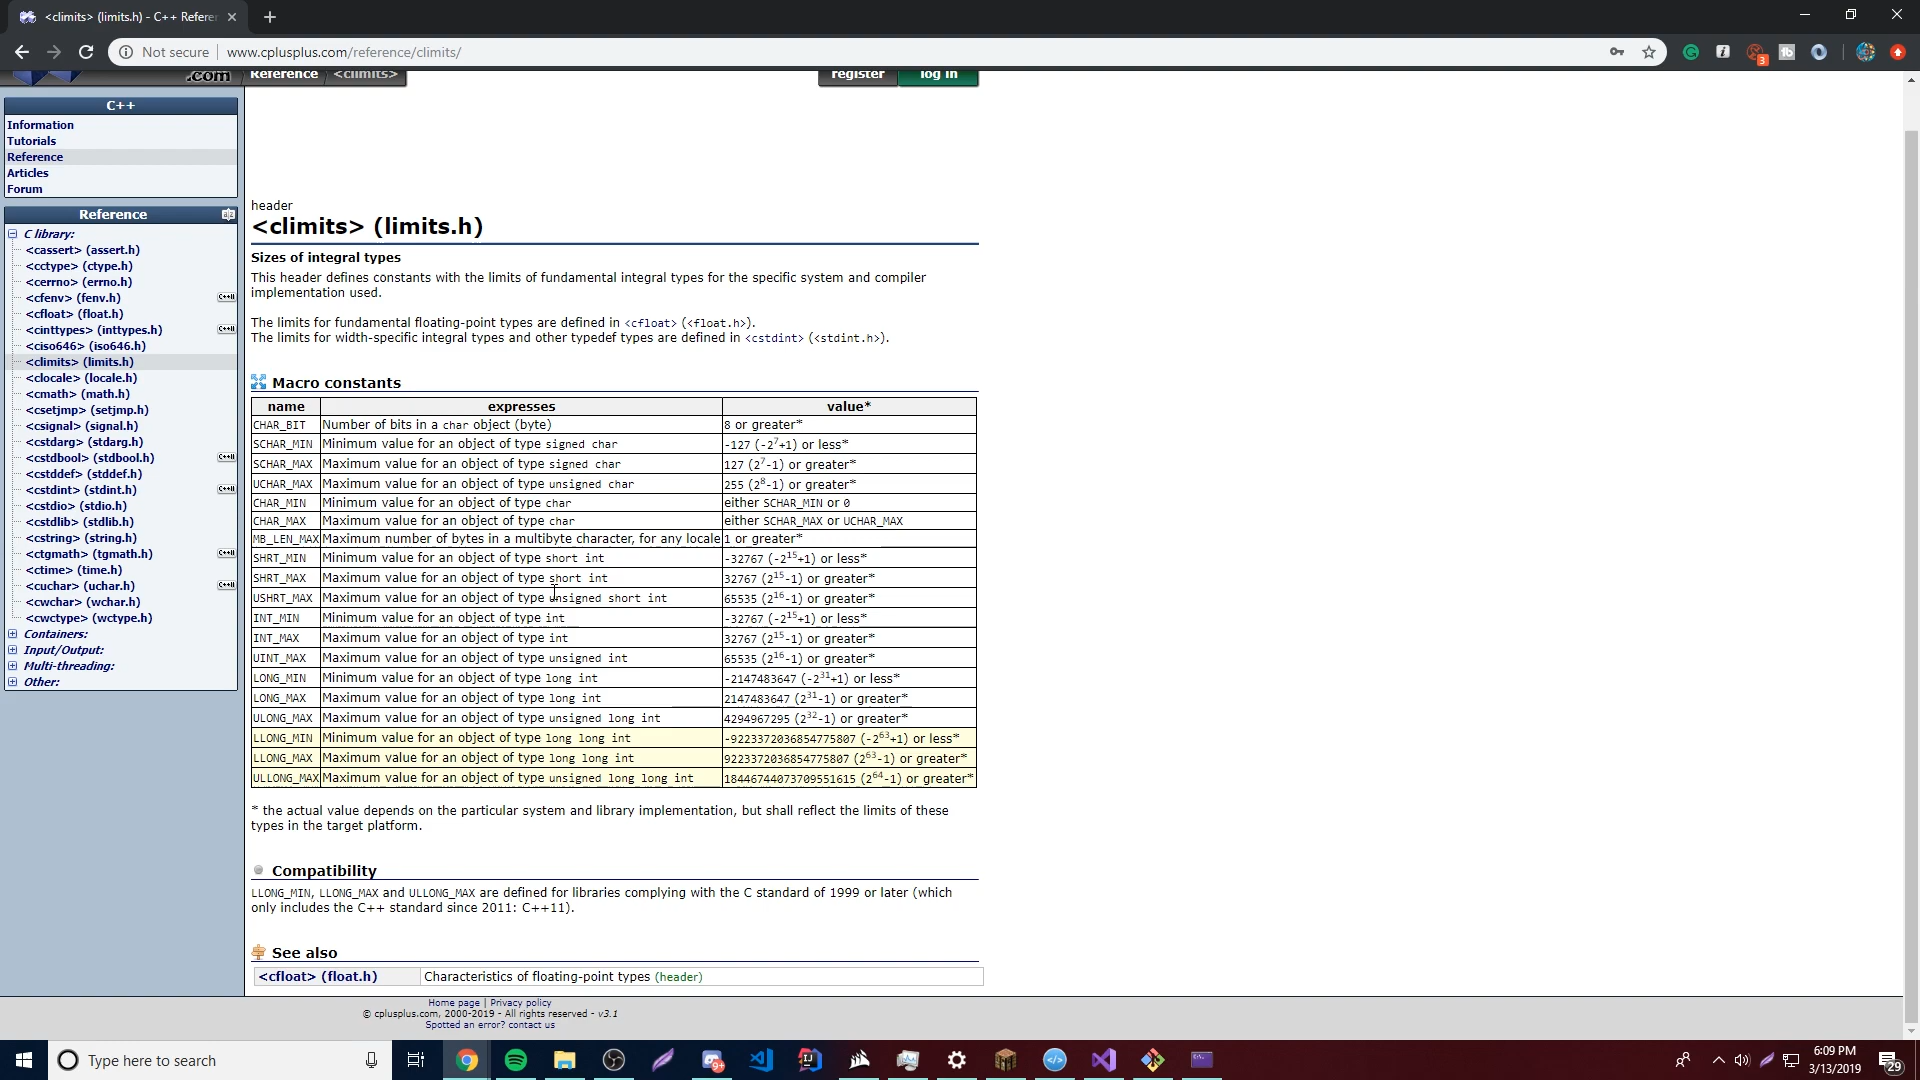 <climits> (limits.h) - C++ Referen
Not secure
www.cplusplus.com/reference/climits/
3
.com
Reference
<climits>
register
log in
C++
Information
Tutorials
Reference
Articles
Forum
Reference
C library:
<cassert> (assert.h)
<cctype> (ctype.h)
<cerrno> (errno.h)
<cfenv> (fenv.h)
C++11
<cfloat> (float.h)
<cinttypes> (inttypes.h)
C++11
<ciso646> (iso646.h)
<climits> (limits.h)
<clocale> (locale.h)
<cmath> (math.h)
<csetjmp> (setjmp.h)
<csignal> (signal.h)
<cstdarg> (stdarg.h)
<cstdbool> (stdbool.h)
C++11
<cstddef> (stddef.h)
<cstdint> (stdint.h)
C++11
<cstdio> (stdio.h)
<cstdlib> (stdlib.h)
<cstring> (string.h)
<ctgmath> (tgmath.h)
C++11
<ctime> (time.h)
<cuchar> (uchar.h)
C++11
<cwchar> (wchar.h)
<cwctype> (wctype.h)
Containers:
Input/Output:
Multi-threading:
Other:
header
<climits> (limits.h)
Sizes of integral types
This header defines constants with the limits of fundamental integral types for the specific system and compiler
implementation used.
The limits for fundamental floating-point types are defined in <cfloat> (<float.h>).
The limits for width-specific integral types and other typedef types are defined in <cstdint> (<stdint.h>).
Macro constants
name expresses value*
CHAR_BIT Number of bits in a char object (byte) 8 or greater*
SCHAR_MIN Minimum value for an object of type signed char -127 (-2⁷+1) or less*
SCHAR_MAX Maximum value for an object of type signed char 127 (2⁷-1) or greater*
UCHAR_MAX Maximum value for an object of type unsigned char 255 (2⁸-1) or greater*
CHAR_MIN Minimum value for an object of type char either SCHAR_MIN or 0
CHAR_MAX Maximum value for an object of type char either SCHAR_MAX or UCHAR_MAX
MB_LEN_MAX Maximum number of bytes in a multibyte character, for any locale 1 or greater*
SHRT_MIN Minimum value for an object of type short int -32767 (-2¹⁵+1) or less*
SHRT_MAX Maximum value for an object of type short int 32767 (2¹⁵-1) or greater*
USHRT_MAX Maximum value for an object of type unsigned short int 65535 (2¹⁶-1) or greater*
INT_MIN Minimum value for an object of type int -32767 (-2¹⁵+1) or less*
INT_MAX Maximum value for an object of type int 32767 (2¹⁵-1) or greater*
UINT_MAX Maximum value for an object of type unsigned int 65535 (2¹⁶-1) or greater*
LONG_MIN Minimum value for an object of type long int -2147483647 (-2³¹+1) or less*
LONG_MAX Maximum value for an object of type long int 2147483647 (2³¹-1) or greater*
ULONG_MAX Maximum value for an object of type unsigned long int 4294967295 (2³²-1) or greater*
LLONG_MIN Minimum value for an object of type long long int -9223372036854775807 (-2⁶³+1) or less*
LLONG_MAX Maximum value for an object of type long long int 9223372036854775807 (2⁶³-1) or greater*
ULLONG_MAX Maximum value for an object of type unsigned long long int 18446744073709551615 (2⁶⁴-1) or greater*
* the actual value depends on the particular system and library implementation, but shall reflect the limits of these
types in the target platform.
Compatibility
LLONG_MIN, LLONG_MAX and ULLONG_MAX are defined for libraries complying with the C standard of 1999 or later (which
only includes the C++ standard since 2011: C++11).
See also
<cfloat> (float.h) Characteristics of floating-point types (header)
Home page | Privacy policy
© cplusplus.com, 2000-2019 - All rights reserved - v3.1
Spotted an error? contact us
Type here to search
9+
IJ
6:09 PM
3/13/2019
29